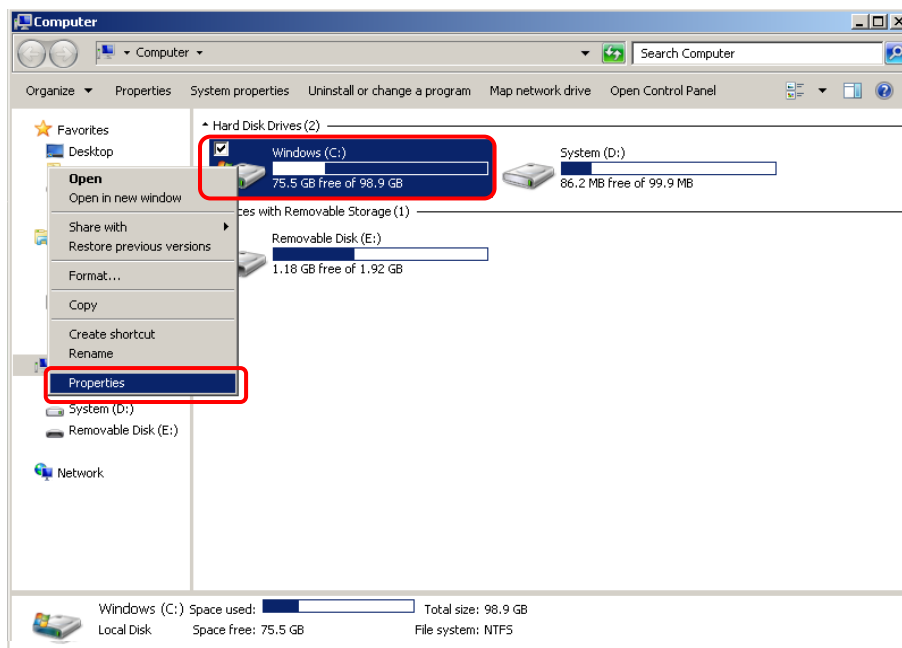 Computer
Computer
Search Computer
Organize
Properties
System properties
Uninstall or change a program
Map network drive
Open Control Panel
Favorites
Desktop
Open
Open in new window
Share with
Restore previous versions
Format...
Copy
Create shortcut
Rename
Properties
System (D:)
Removable Disk (E:)
Network
Hard Disk Drives (2)
Windows (C:)
75.5 GB free of 98.9 GB
System (D:)
86.2 MB free of 99.9 MB
ces with Removable Storage (1)
Removable Disk (E:)
1.18 GB free of 1.92 GB
Windows (C:) Space used: Total size: 98.9 GB
Local Disk Space free: 75.5 GB File system: NTFS